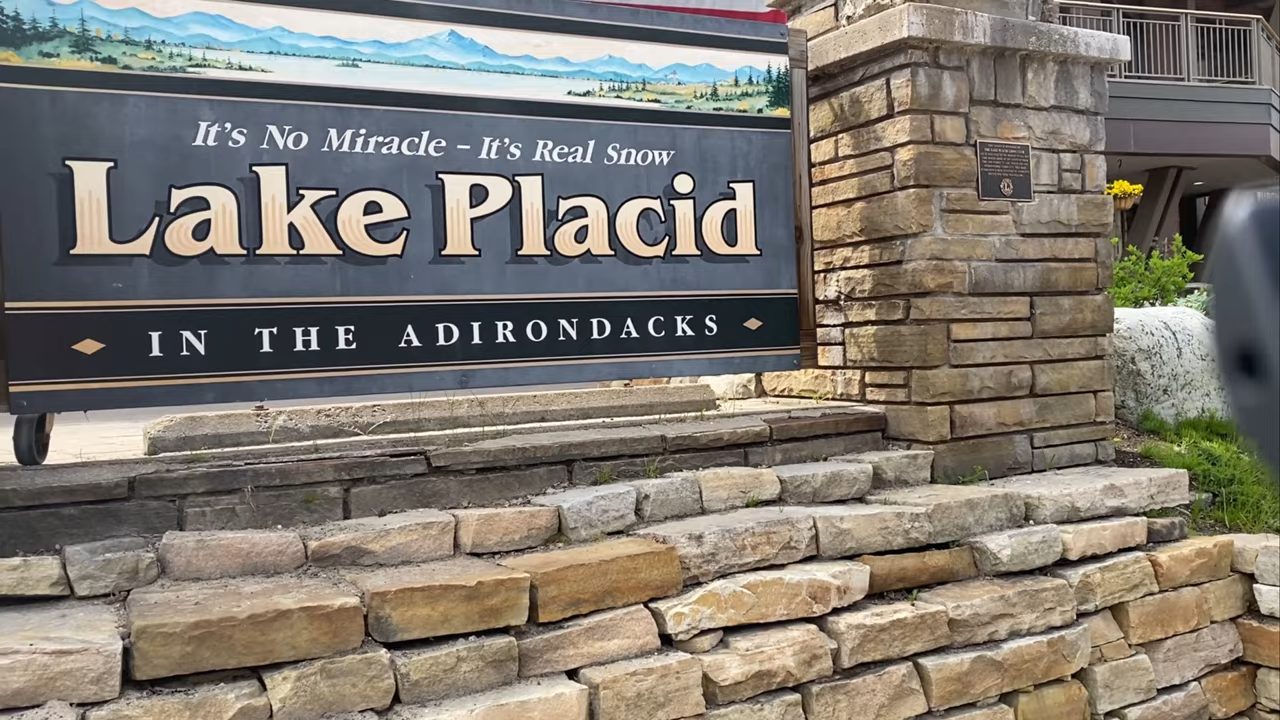 It's No Miracle - It's Real Snow
Lake Placid
IN THE ADIRONDACKS